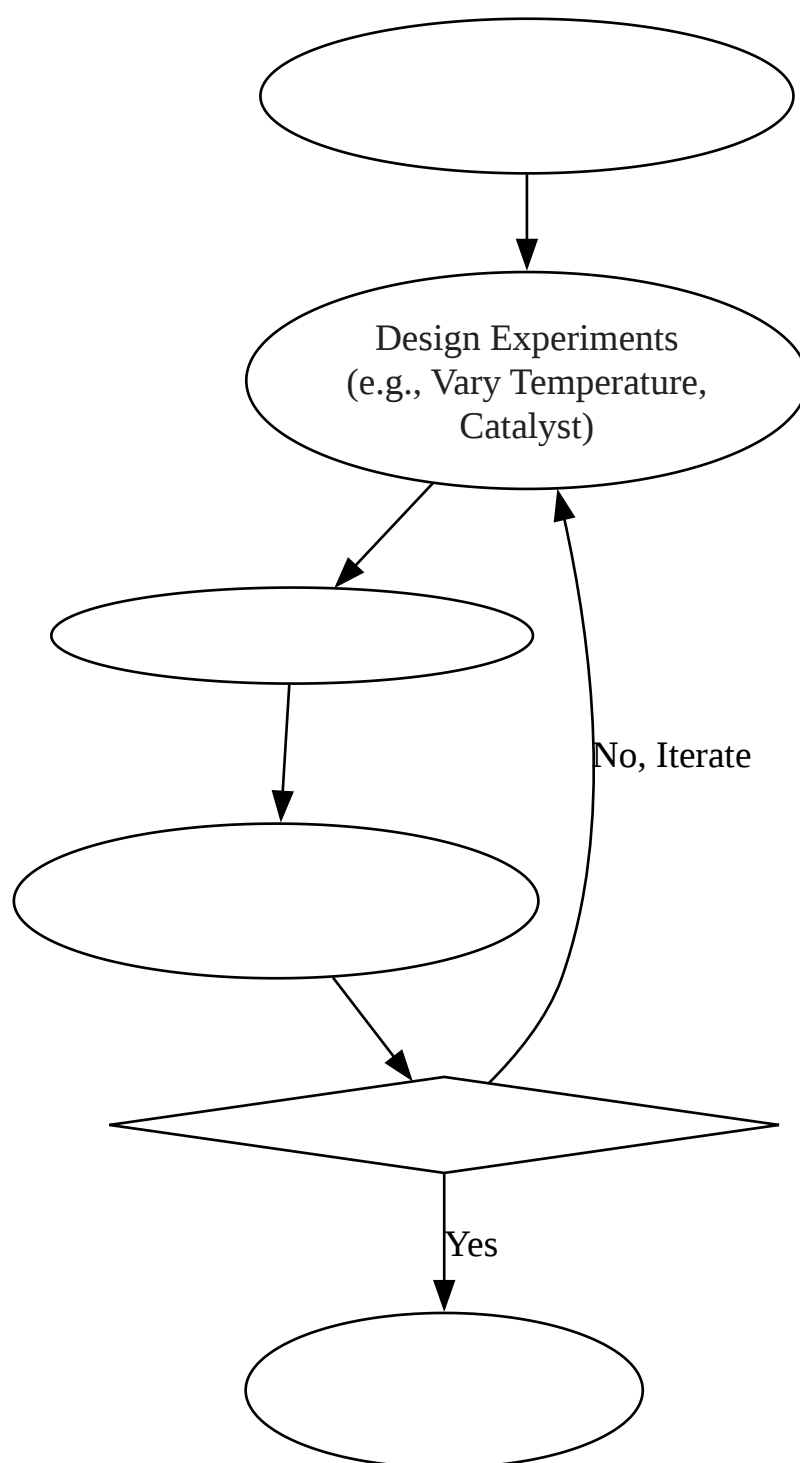 Design Experiments
(e.g., Vary Temperature,
Catalyst)
No, Iterate
Yes